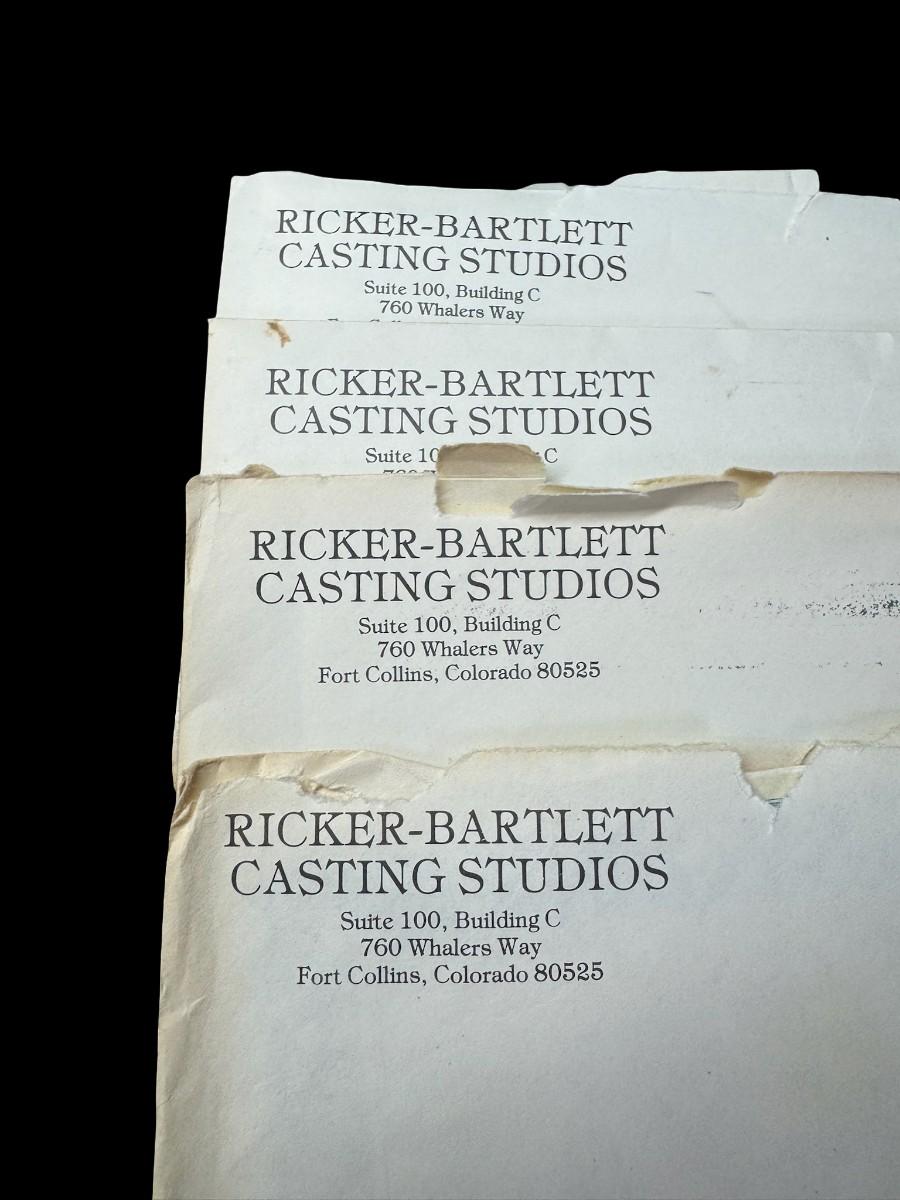 RICKER-BARTLETT
CASTING STUDIOS
Suite 100, Building C
760 Whalers Way
RICKER-BARTLETT
CASTING STUDIOS
Suite C
RICKER-BARTLETT
CASTING STUDIOS
Suite 100, Building C
760 Whalers Way
Fort Collins, Colorado 80525
RICKER-BARTLETT
CASTING STUDIOS
Suite 100, Building C
760 Whalers Way
Fort Collins, Colorado 80525